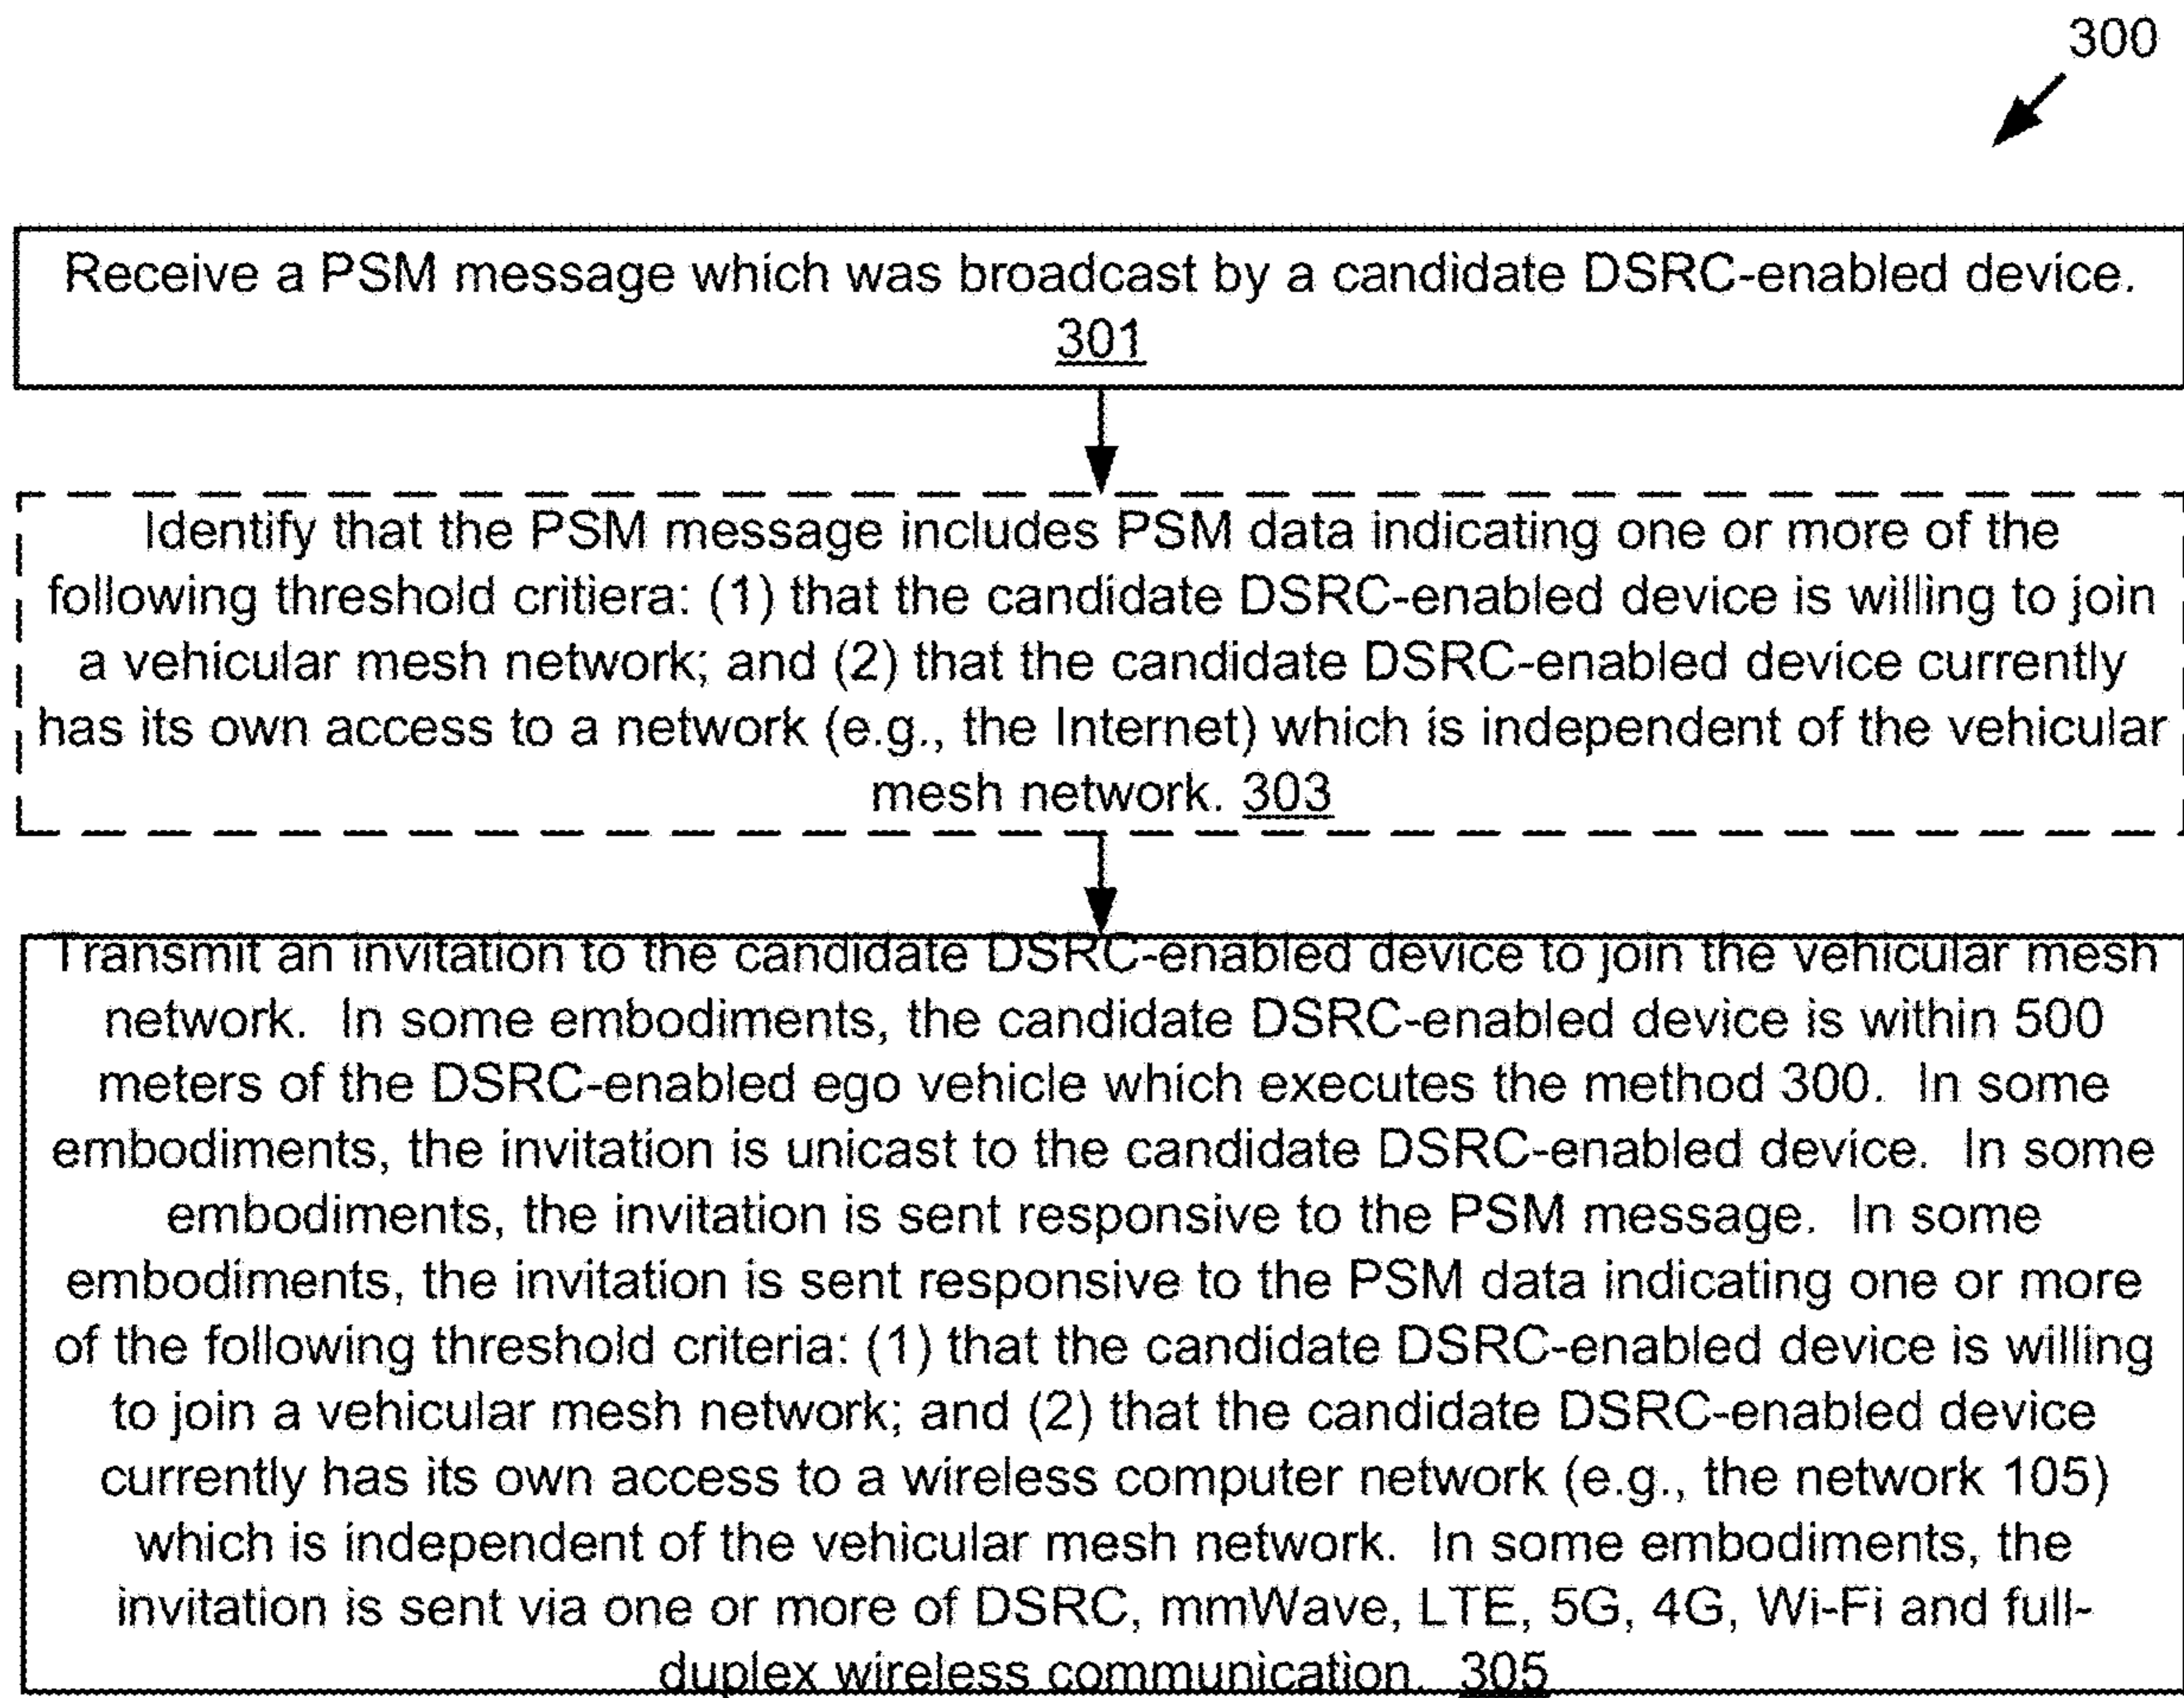 300
Receive a PSM message which was broadcast by a candidate DSRC-enabled device.
301
Identify that the PSM message includes PSM data indicating one or more of the
following threshold critiera: (1) that the candidate DSRC-enabled device is willing to join
a vehicular mesh network; and (2) that the candidate DSRC-enabled device currently
has its own access to a network (e.g., the Internet) which is independent of the vehicular
mesh network. 303
Transmit an invitation to the candidate DSRC-enabled device to join the vehicular mesh
network. In some embodiments, the candidate DSRC-enabled device is within 500
meters of the DSRC-enabled ego vehicle which executes the method 300. In some
embodiments, the invitation is unicast to the candidate DSRC-enabled device. In some
embodiments, the invitation is sent responsive to the PSM message. In some
embodiments, the invitation is sent responsive to the PSM data indicating one or more
of the following threshold criteria: (1) that the candidate DSRC-enabled device is willing
to join a vehicular mesh network; and (2) that the candidate DSRC-enabled device
currently has its own access to a wireless computer network (e.g., the network 105)
which is independent of the vehicular mesh network. In some embodiments, the
invitation is sent via one or more of DSRC, mmWave, LTE, 5G, 4G, Wi-Fi and full-
duplex wireless communication. 305